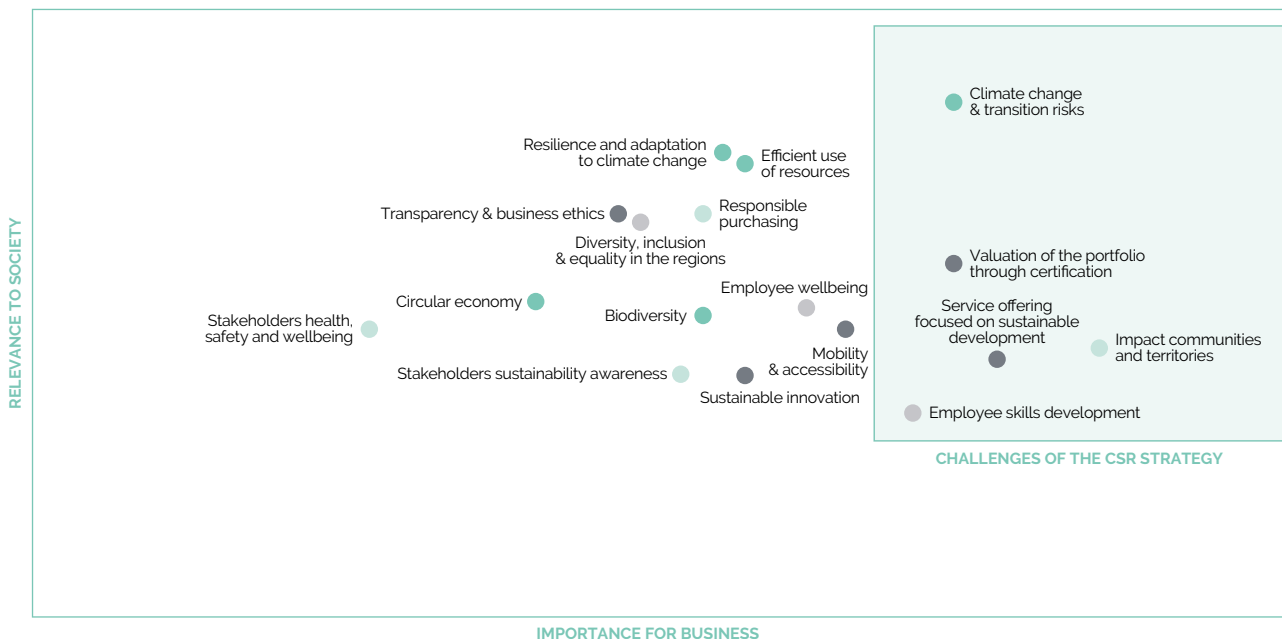 Climate change
& transition risks
Resilience and adaptation
to climate change
Efficient use
of resources
Transparency & business ethics
Responsible
purchasing
Diversity, inclusion
& equality in the regions
Valuation of the portfolio
through certification
Employee wellbeing
Circular economy
Biodiversity
Service offering
focused on sustainable
development
Stakeholders health,
safety and wellbeing
Impact communities
and territories
Mobility
& accessibility
Stakeholders sustainability awareness
Sustainable innovation
Employee skills development
CHALLENGES OF THE CSR STRATEGY
RELEVANCE TO SOCIETY
IMPORTANCE FOR BUSINESS